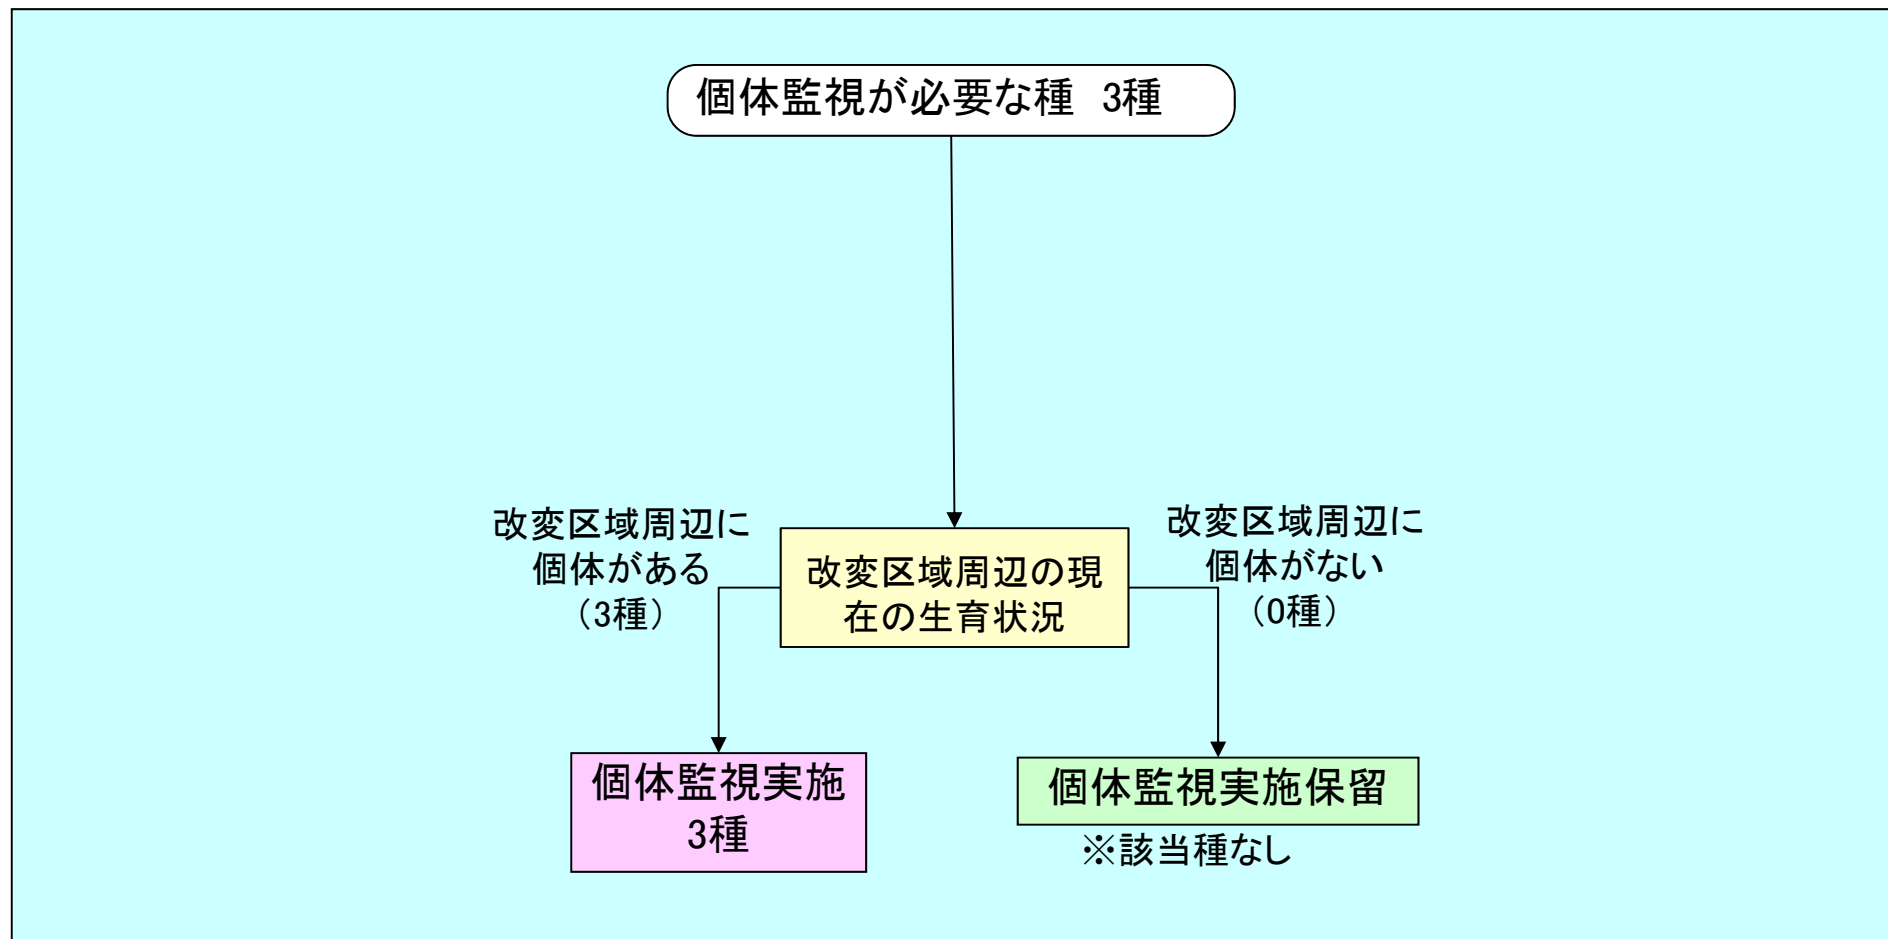 個体監視が必要な種　3種
改変区域周辺に
個体がある
（3種）
改変区域周辺の現
在の生育状況
改変区域周辺に
個体がない
（0種）
個体監視実施
3種
個体監視実施保留
※該当種なし